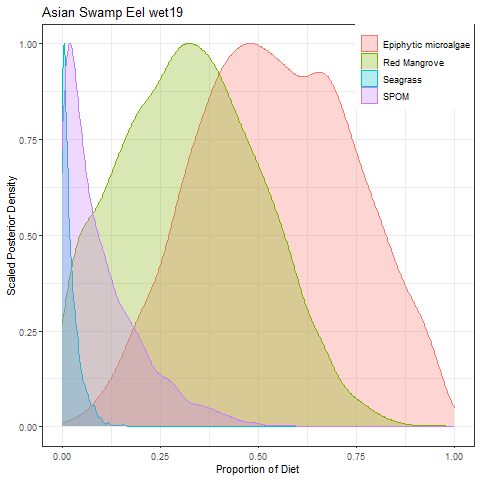 Asian Swamp Eel wet19
Epiphytic microalgae
Red Mangrove
Seagrass
SPOM
Scaled Posterior Density
1.00
0.75
0.50
0.25
0.00
0.00 0.25 0.50 0.75 1.00
Proportion of Diet